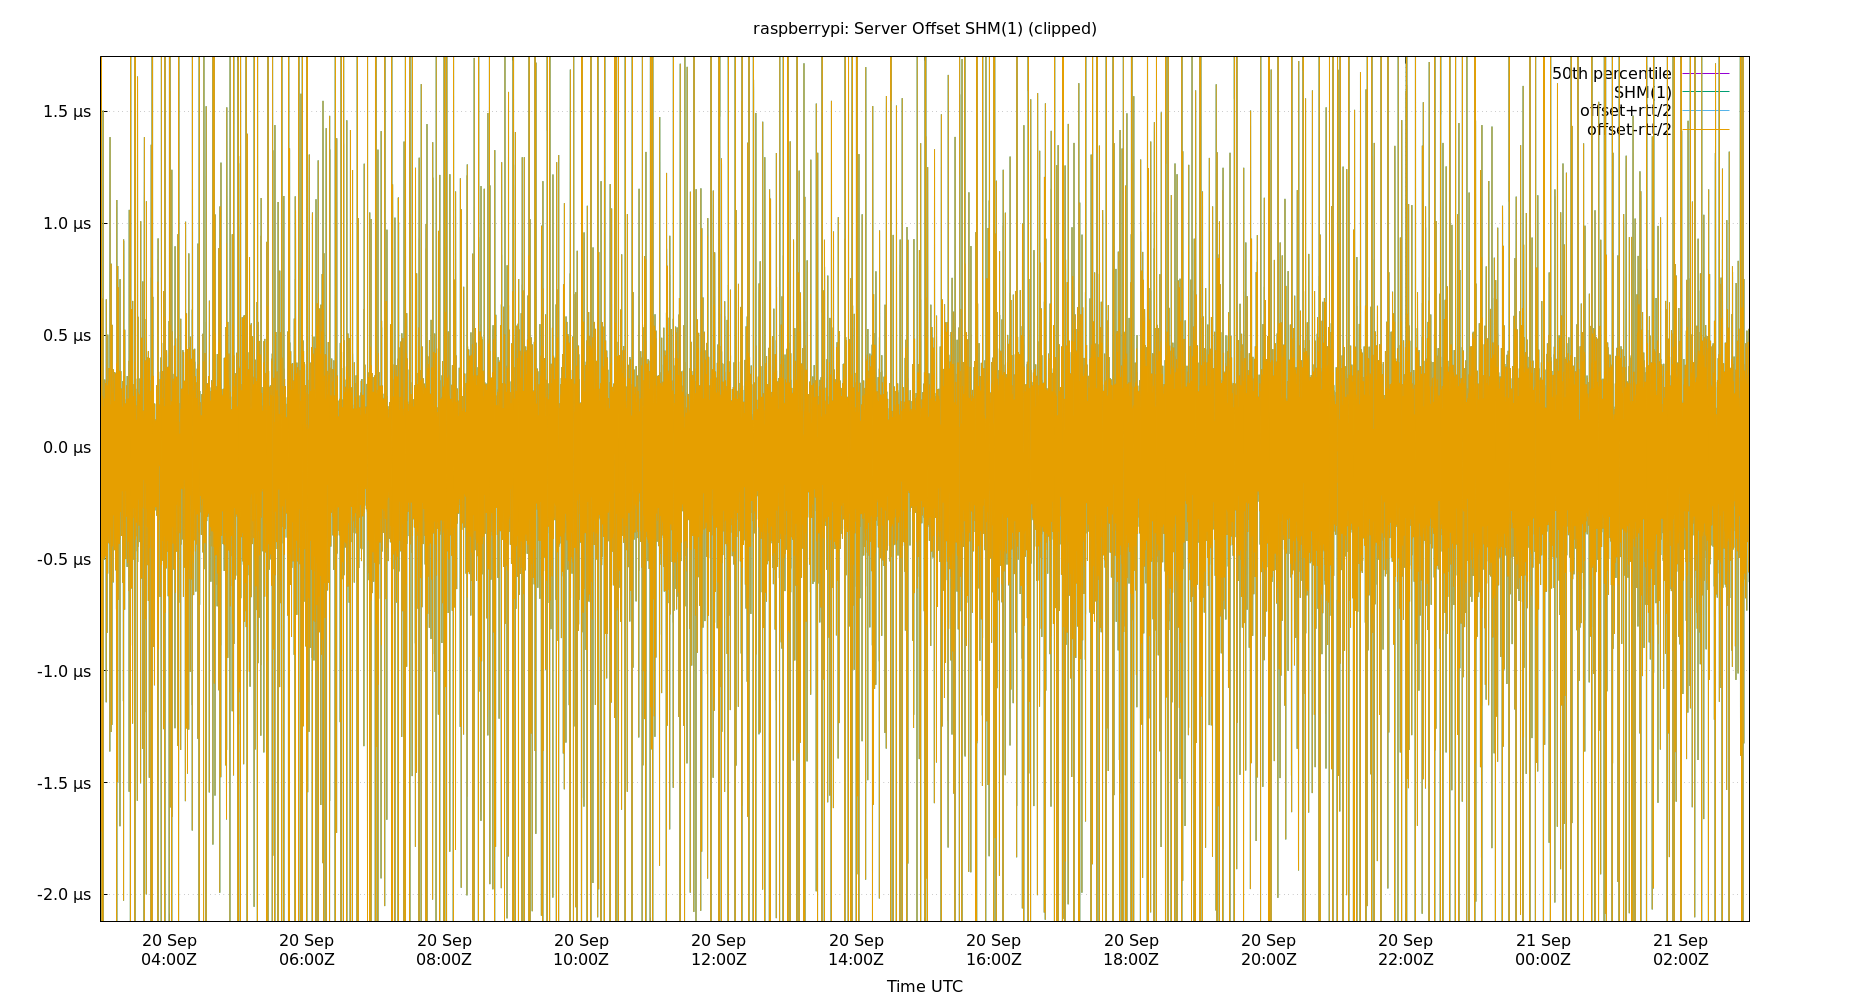 raspberrypi: Server Offset SHM(1) (clipped)
50th percentile
SHM(1)
offset+rtt/2
offset-rtt/2
1.5 µs
1.0 µs
0.5 µs
0.0 µs
-0.5 µs
-1.0 µs
-1.5 µs
-2.0 µs
20 Sep 20 Sep 20 Sep 20 Sep 20 Sep 20 Sep 20 Sep 20 Sep 20 Sep 20 Sep 21 Sep 21 Sep
04:00Z 06:00Z 08:00Z 10:00Z 12:00Z 14:00Z 16:00Z 18:00Z 20:00Z 22:00Z 00:00Z 02:00Z
Time UTC